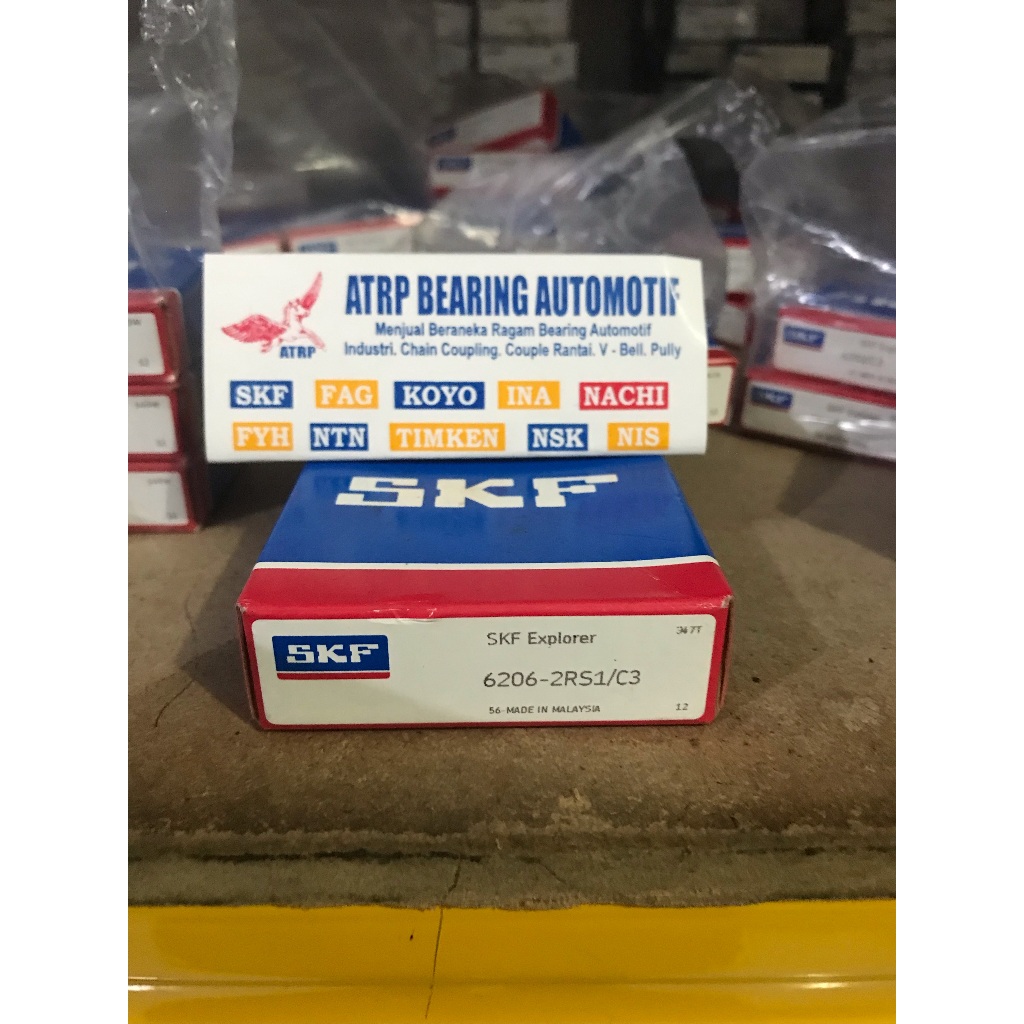 ATRP BEARING AUTOMOTIF
Menjual Beraneka Ragam Bearing Automotif
Industri. Chain Coupling. Couple Rantai. V - Bell. Pully
ATRP
SKF FAG KOYO INA NACHI
FYH NTN TIMKEN NSK NIS
SKF
SKF
SKF Explorer
347T
6206-2RS1/C3
56 MADE IN MALAYSIA
12